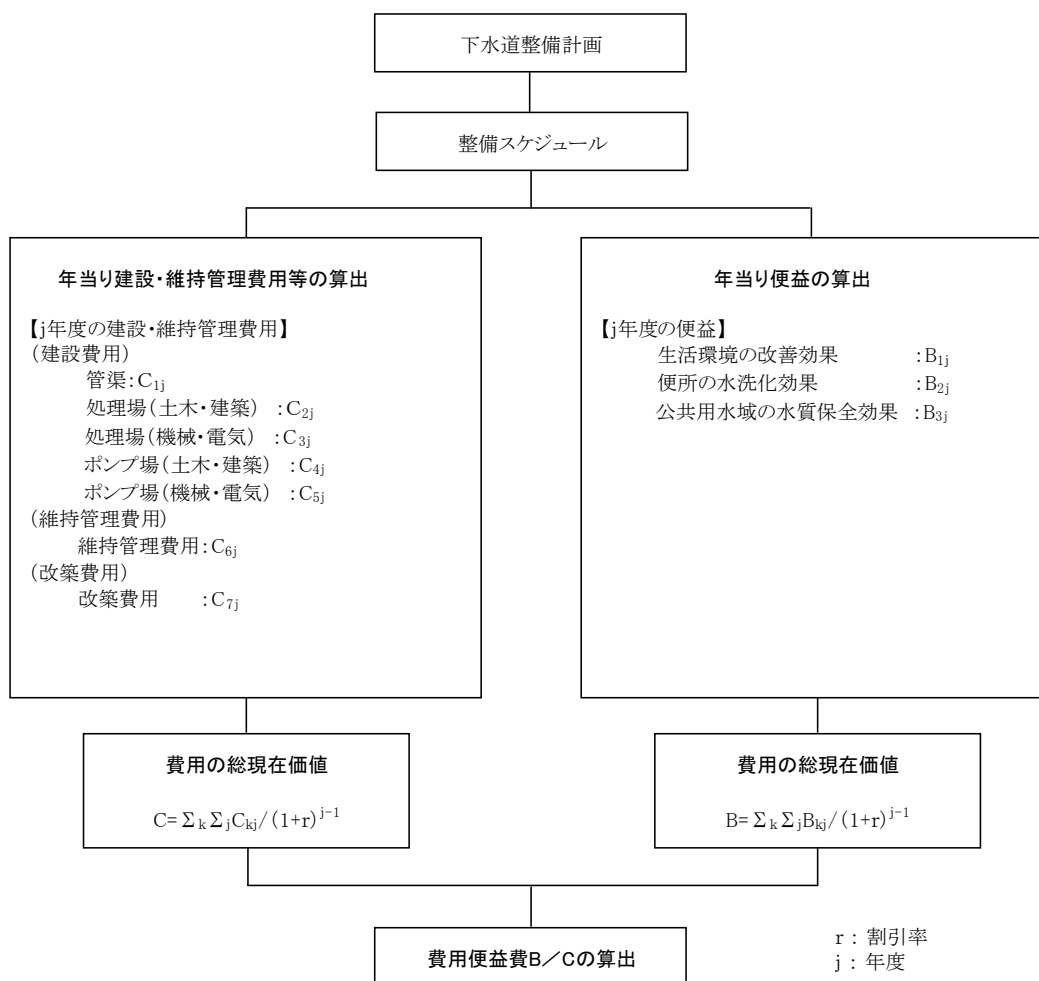 下水道整備計画
整備スケジュール
年当り建設・維持管理費用等の算出
【j年度の建設・維持管理費用】
(建設費用)
管渠:C1j
処理場(土木・建築) :C2j
処理場(機械・電気) :C3j
ポンプ場(土木・建築) :C4j
ポンプ場(機械・電気) :C5j
(維持管理費用)
維持管理費用:C6j
(改築費用)
改築費用 :C7j
年当り便益の算出
【j年度の便益】
生活環境の改善効果 :B1j
便所の水洗化効果 :B2j
公共用水域の水質保全効果 :B3j
費用の総現在価値
C=ΣkΣjCkj/(1+r)^j-1
費用の総現在価値
B=ΣkΣjBkj/(1+r)^j-1
費用便益費B/Cの算出
r : 割引率
j : 年度